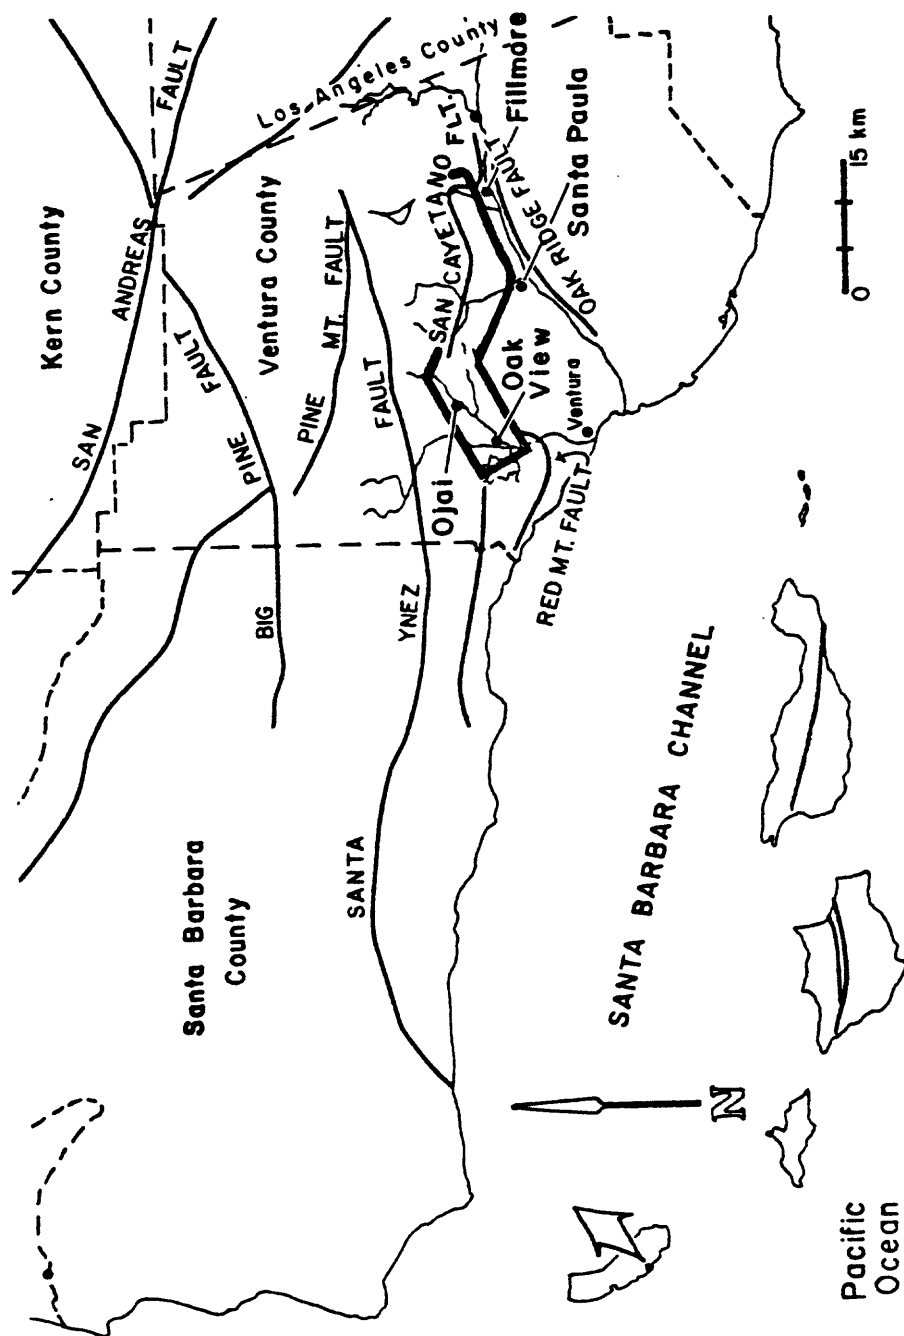 Kern County
Los Angeles County
SAN ANDREAS FAULT
BIG PINE FAULT
Ventura County
PINE MT. FAULT
Santa Barbara
County
SANTA YNEZ FAULT
SAN CAYETANO FLT.
Fillmore
Santa Paula
OAK RIDGE FAULT
Ojai
Oak
View
Ventura
RED MT. FAULT
SANTA BARBARA CHANNEL
N
Pacific
Ocean
0 15 km